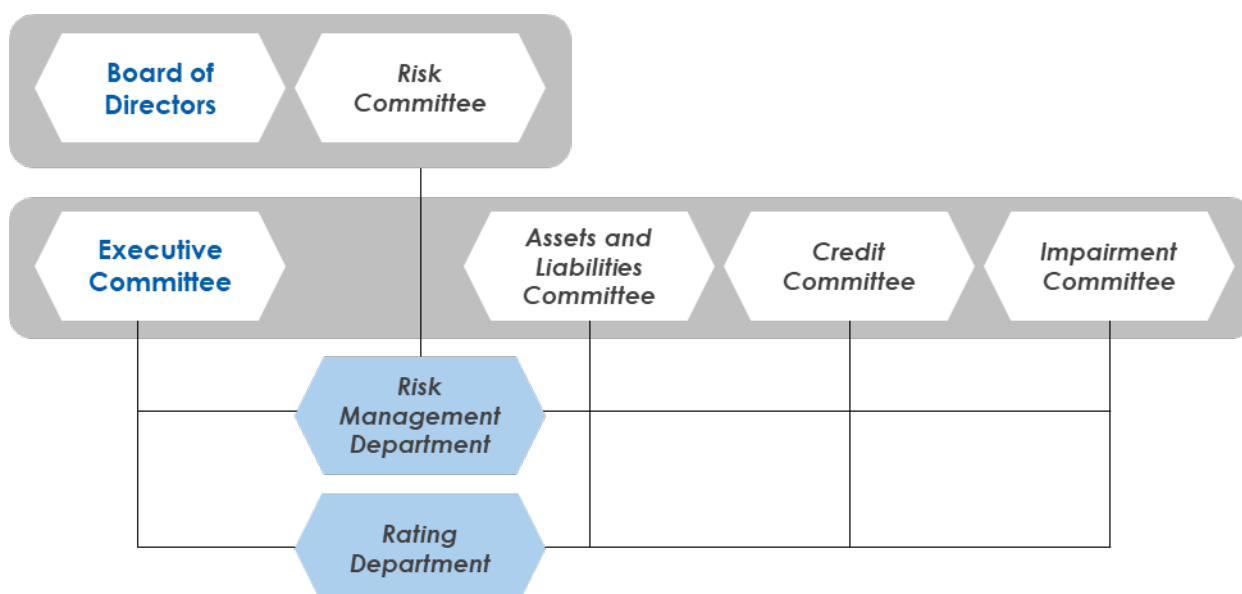 Board of
Directors
Risk
Committee
Executive
Committee
Assets and
Liabilities
Committee
Credit
Committee
Impairment
Committee
Risk
Management
Department
Rating
Department